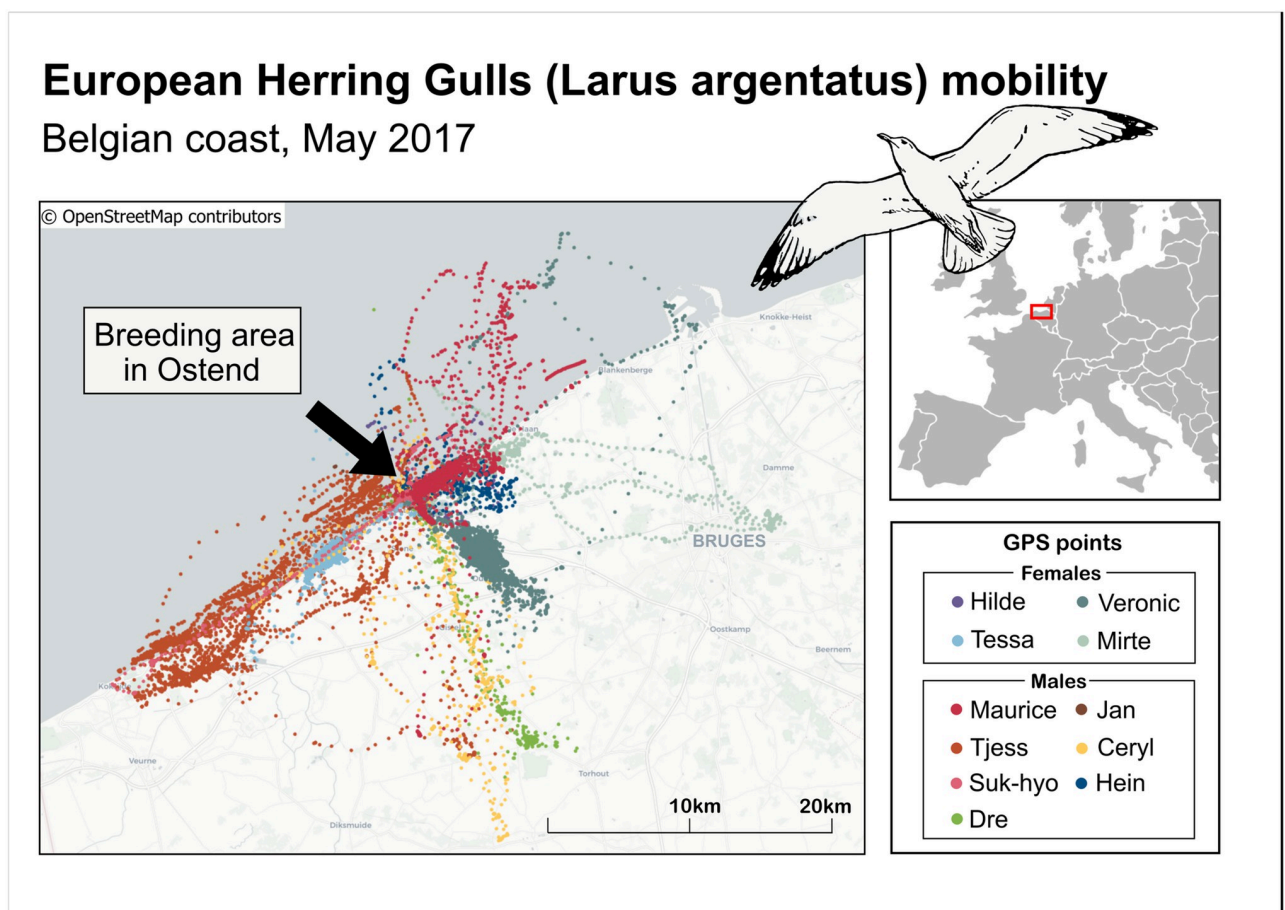 European Herring Gulls (Larus argentatus) mobility
Belgian coast, May 2017
© OpenStreetMap contributors
Breeding area
in Ostend
Knokke-Heist
Blankenberge
Damme
BRUGES
Oostkamp
Beernem
Veurne
Torhout
Diksmuide
10km
20km
GPS points
Females
Hilde
Veronic
Tessa
Mirte
Males
Maurice
Jan
Tjess
Ceryl
Suk-hyo
Hein
Dre